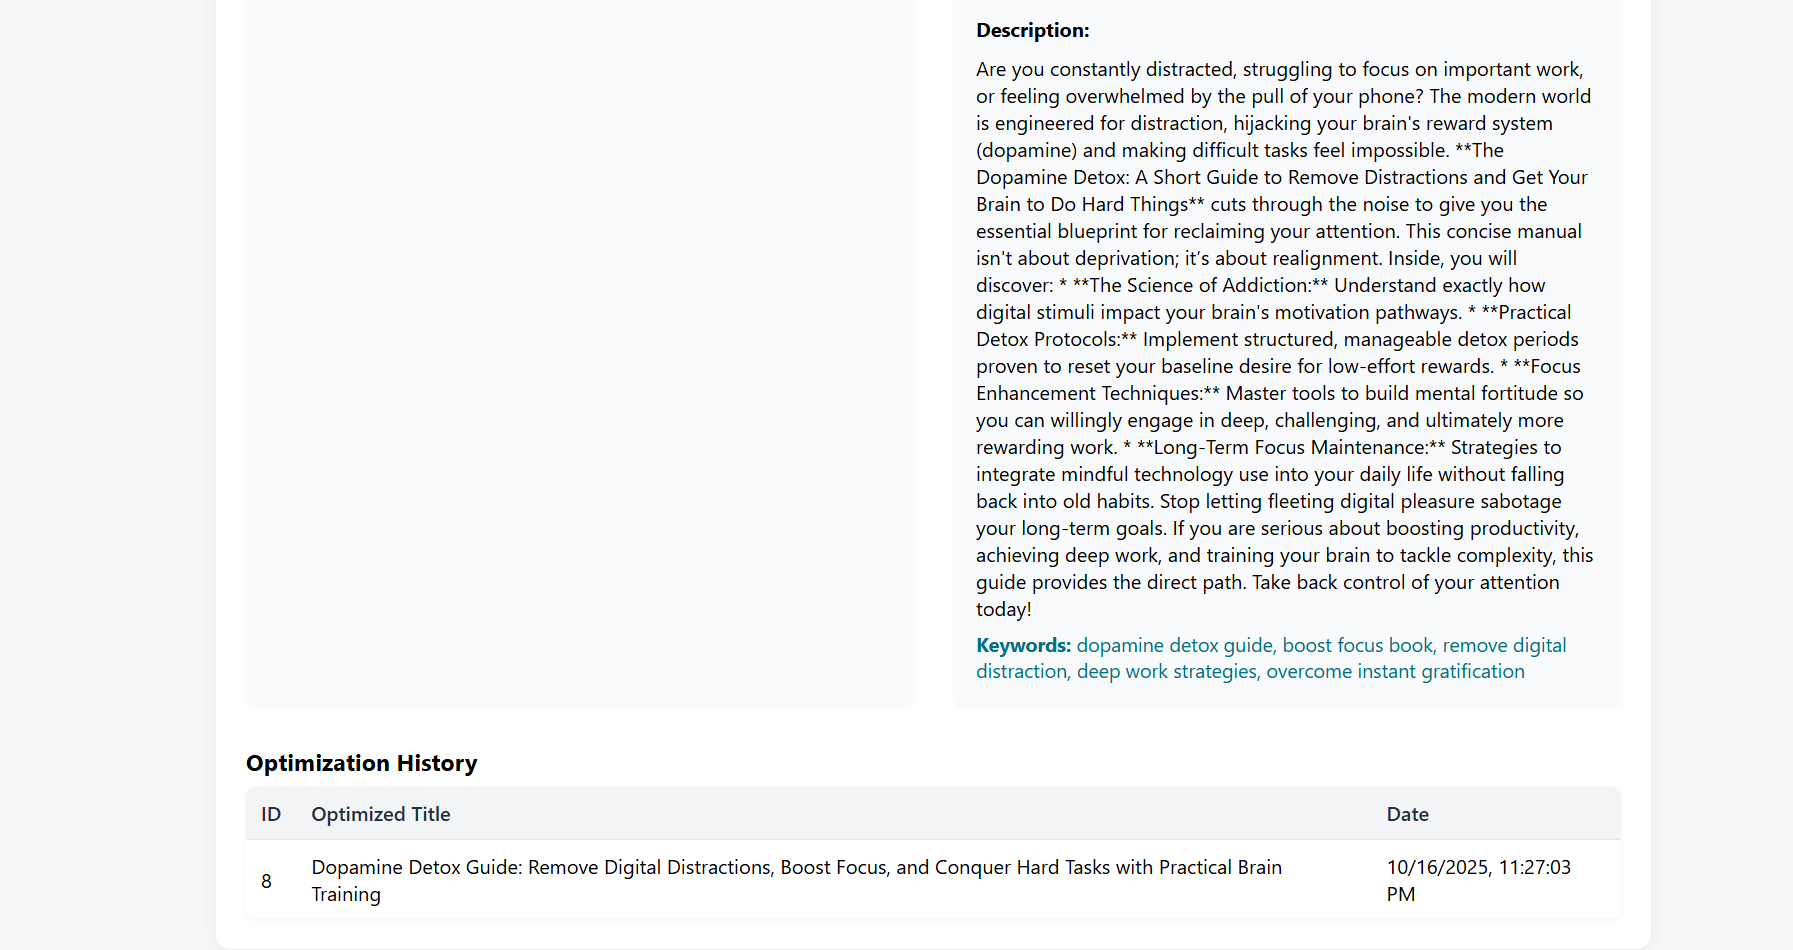 Description:
Are you constantly distracted, struggling to focus on important work,
or feeling overwhelmed by the pull of your phone? The modern world
is engineered for distraction, hijacking your brain's reward system
(dopamine) and making difficult tasks feel impossible. **The
Dopamine Detox: A Short Guide to Remove Distractions and Get Your
Brain to Do Hard Things** cuts through the noise to give you the
essential blueprint for reclaiming your attention. This concise manual
isn't about deprivation; it’s about realignment. Inside, you will
discover: * **The Science of Addiction:** Understand exactly how
digital stimuli impact your brain's motivation pathways. * **Practical
Detox Protocols:** Implement structured, manageable detox periods
proven to reset your baseline desire for low-effort rewards. * **Focus
Enhancement Techniques:** Master tools to build mental fortitude so
you can willingly engage in deep, challenging, and ultimately more
rewarding work. * **Long-Term Focus Maintenance:** Strategies to
integrate mindful technology use into your daily life without falling
back into old habits. Stop letting fleeting digital pleasure sabotage
your long-term goals. If you are serious about boosting productivity,
achieving deep work, and training your brain to tackle complexity, this
guide provides the direct path. Take back control of your attention
today!
Keywords: dopamine detox guide, boost focus book, remove digital
distraction, deep work strategies, overcome instant gratification
Optimization History
ID Optimized Title Date
8 Dopamine Detox Guide: Remove Digital Distractions, Boost Focus, and Conquer Hard Tasks with Practical Brain 10/16/2025, 11:27:03
Training PM